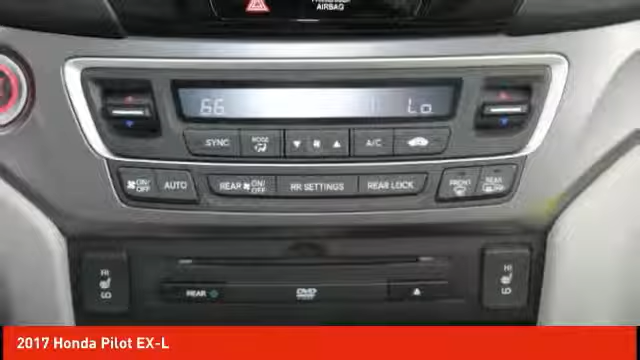 AIRBAG
66 Lo
SYNC MODE A/C
ON/OFF AUTO REAR ON/OFF RR SETTINGS REAR LOCK FRONT REAR
HI
LO
REAR DVD
HI
LO
2017 Honda Pilot EX-L